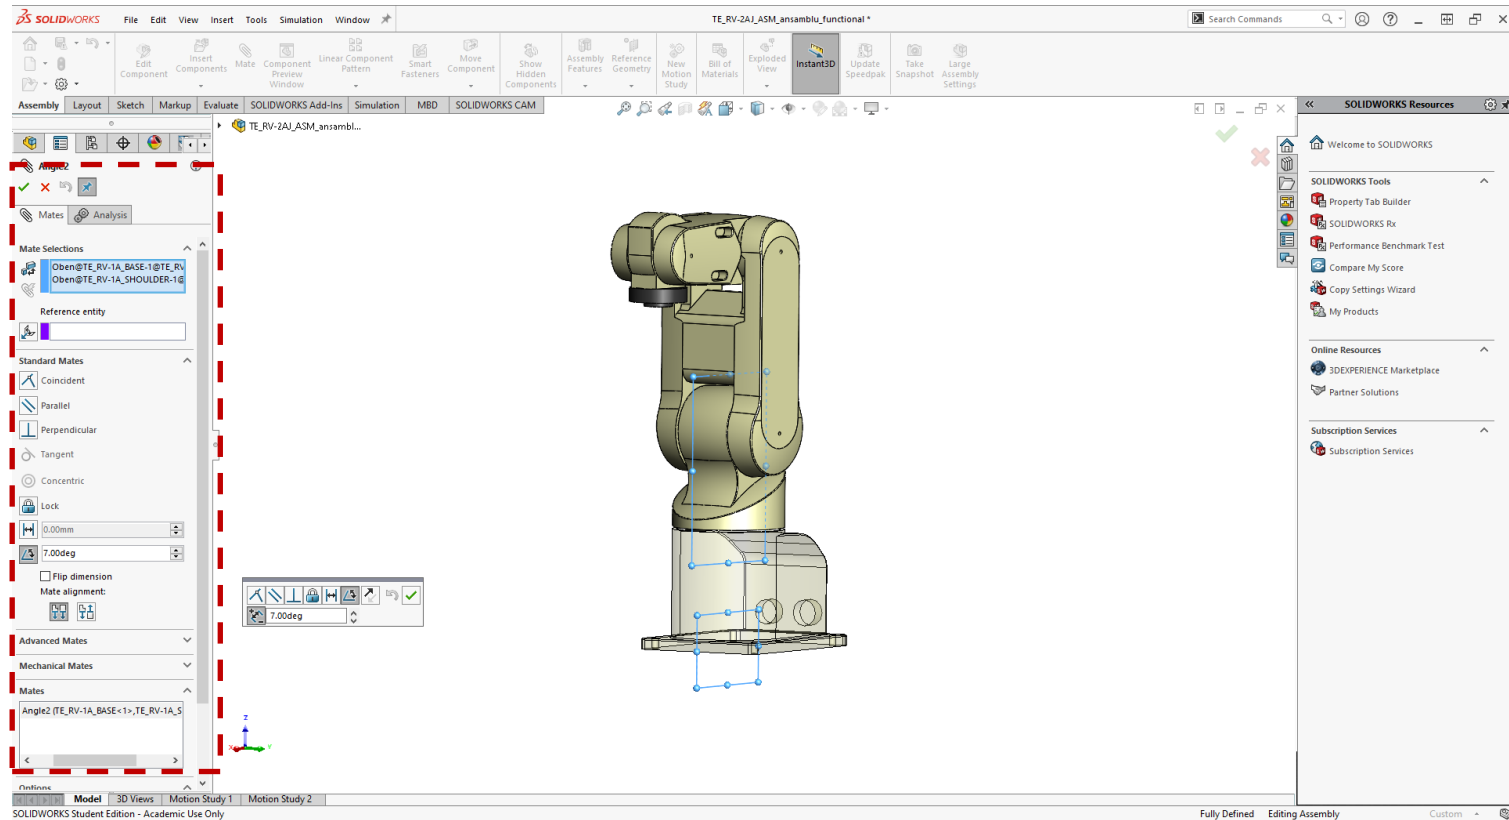 SOLIDWORKS File Edit View Insert Tools Simulation Window
TE_RV-2AJ_ASM_ansamblu_functional *
Search Commands
Edit Component
Insert Components
Mate
Component Preview Window
Linear Component Pattern
Smart Fasteners
Move Component
Show Hidden Components
Assembly Features
Reference Geometry
New Motion Study
Bill of Materials
Exploded View
Instant3D
Update Speedpak
Take Snapshot
Large Assembly Settings
Assembly Layout Sketch Markup Evaluate SOLIDWORKS Add-Ins Simulation MBD SOLIDWORKS CAM
TE_RV-2AJ_ASM_ansambl...
Angle2
Mates Analysis
Mate Selections
Oben@TE_RV-1A_BASE-1@TE_RV
Oben@TE_RV-1A_SHOULDER-1@
Reference entity
Standard Mates
Coincident
Parallel
Perpendicular
Tangent
Concentric
Lock
0.00mm
7.00deg
Flip dimension
Mate alignment:
Advanced Mates
Mechanical Mates
Mates
Angle2 (TE_RV-1A_BASE<1>,TE_RV-1A_S
Options
7.00deg
Z
X
Y
SOLIDWORKS Resources
Welcome to SOLIDWORKS
SOLIDWORKS Tools
Property Tab Builder
SOLIDWORKS Rx
Performance Benchmark Test
Compare My Score
Copy Settings Wizard
My Products
Online Resources
3DEXPERIENCE Marketplace
Partner Solutions
Subscription Services
Subscription Services
Model 3D Views Motion Study 1 Motion Study 2
SOLIDWORKS Student Edition - Academic Use Only
Fully Defined Editing Assembly Custom